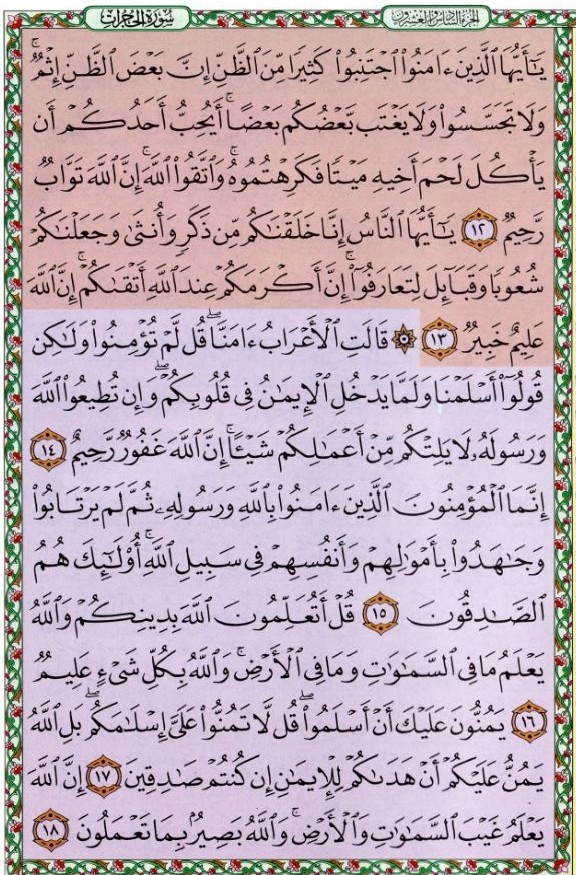 سورة الحجرات الجزء السادس والعشرون
يَـٰٓأَيُّهَا ٱلَّذِينَ ءَامَنُوا۟ ٱجْتَنِبُوا۟ كَثِيرًا مِّنَ ٱلظَّنِّ إِنَّ بَعْضَ ٱلظَّنِّ إِثْمٌ ۖ
وَلَا تَجَسَّسُوا۟ وَلَا يَغْتَب بَّعْضُكُم بَعْضًا ۚ أَيُحِبُّ أَحَدُكُمْ أَن
يَأْكُلَ لَحْمَ أَخِيهِ مَيْتًا فَكَرِهْتُمُوهُ ۚ وَٱتَّقُوا۟ ٱللَّهَ ۚ إِنَّ ٱللَّهَ تَوَّابٌ
رَّحِيمٌ ١٢ يَـٰٓأَيُّهَا ٱلنَّاسُ إِنَّا خَلَقْنَـٰكُم مِّن ذَكَرٍ وَأُنثَىٰ وَجَعَلْنَـٰكُمْ
شُعُوبًا وَقَبَآئِلَ لِتَعَارَفُوٓا۟ ۚ إِنَّ أَكْرَمَكُمْ عِندَ ٱللَّهِ أَتْقَىٰكُمْ ۚ إِنَّ ٱللَّهَ
عَلِيمٌ خَبِيرٌ ١٣ ۞ قَالَتِ ٱلْأَعْرَابُ ءَامَنَّا ۖ قُل لَّمْ تُؤْمِنُوا۟ وَلَـٰكِن
قُولُوٓا۟ أَسْلَمْنَا وَلَمَّا يَدْخُلِ ٱلْإِيمَـٰنُ فِى قُلُوبِكُمْ ۖ وَإِن تُطِيعُوا۟ ٱللَّهَ
وَرَسُولَهُۥ لَا يَلِتْكُم مِّنْ أَعْمَـٰلِكُمْ شَيْـًٔا ۚ إِنَّ ٱللَّهَ غَفُورٌ رَّحِيمٌ ١٤
إِنَّمَا ٱلْمُؤْمِنُونَ ٱلَّذِينَ ءَامَنُوا۟ بِٱللَّهِ وَرَسُولِهِۦ ثُمَّ لَمْ يَرْتَابُوا۟
وَجَـٰهَدُوا۟ بِأَمْوَٰلِهِمْ وَأَنفُسِهِمْ فِى سَبِيلِ ٱللَّهِ ۚ أُو۟لَـٰٓئِكَ هُمُ
ٱلصَّـٰدِقُونَ ١٥ قُلْ أَتُعَلِّمُونَ ٱللَّهَ بِدِينِكُمْ وَٱللَّهُ
يَعْلَمُ مَا فِى ٱلسَّمَـٰوَٰتِ وَمَا فِى ٱلْأَرْضِ ۚ وَٱللَّهُ بِكُلِّ شَىْءٍ عَلِيمٌ
١٦ يَمُنُّونَ عَلَيْكَ أَنْ أَسْلَمُوا۟ ۖ قُل لَّا تَمُنُّوا۟ عَلَىَّ إِسْلَـٰمَكُم ۖ بَلِ ٱللَّهُ
يَمُنُّ عَلَيْكُمْ أَنْ هَدَىٰكُمْ لِلْإِيمَـٰنِ إِن كُنتُمْ صَـٰدِقِينَ ١٧ إِنَّ ٱللَّهَ
يَعْلَمُ غَيْبَ ٱلسَّمَـٰوَٰتِ وَٱلْأَرْضِ ۚ وَٱللَّهُ بَصِيرٌۢ بِمَا تَعْمَلُونَ ١٨